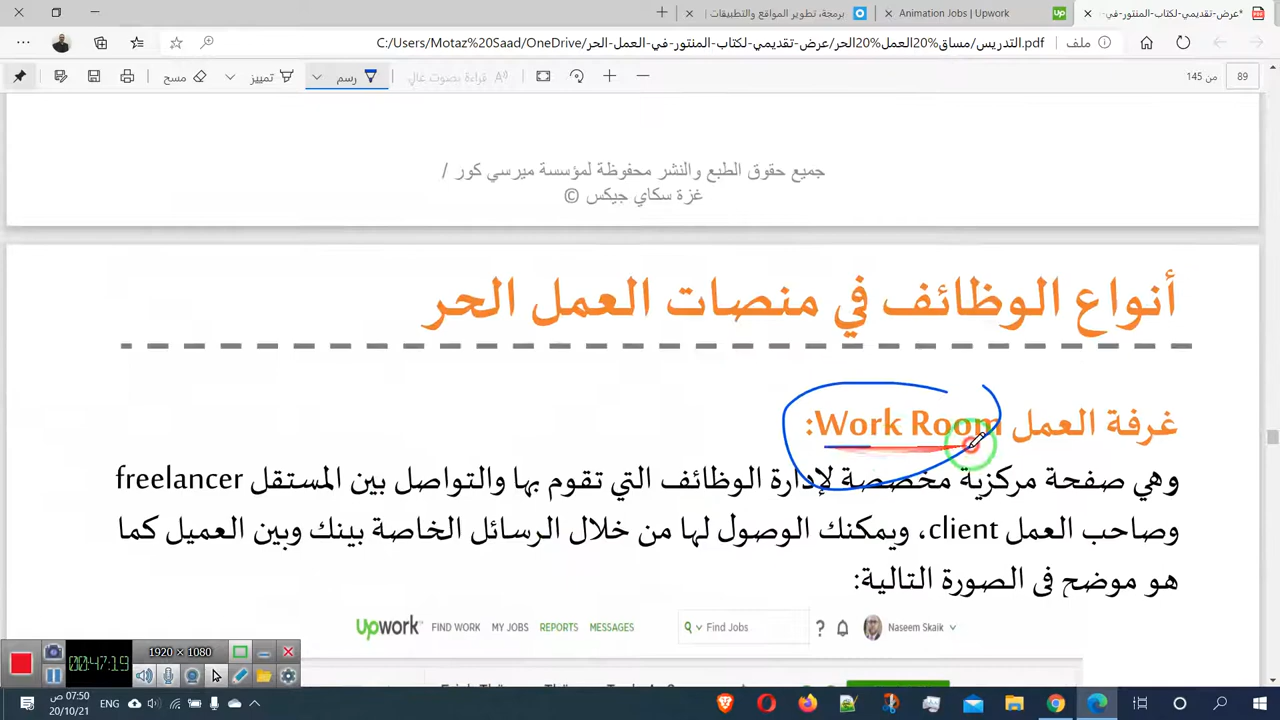 *عرض-تقديمي-لكتاب-المنثور-في-
Animation Jobs | Upwork
برمجة، تطوير المواقع والتطبيقات |
ملف
C:/Users/Motaz%20Saad/OneDrive/التدريس/مساق%20العمل%20الحر/عرض-تقديمي-لكتاب-المنثور-في-العمل-الحر.pdf
89
من 145
قراءة بصوت عالٍ
رسم
تمييز
مسح
جميع حقوق الطبع والنشر محفوظة لمؤسسة ميرسي كور /
غزة سكاي جيكس ©
أنواع الوظائف في منصات العمل الحر
غرفة العمل Work Room:
وهي صفحة مركزية مخصصة لإدارة الوظائف التي تقوم بها والتواصل بين المستقل freelancer
وصاحب العمل client، ويمكنك الوصول لها من خلال الرسائل الخاصة بينك وبين العميل كما
هو موضح في الصورة التالية:
upwork FIND WORK MY JOBS REPORTS MESSAGES Find Jobs ? Naseem Skaik
00:47:19
1920 × 1080
ENG
07:50 ص
20/10/21